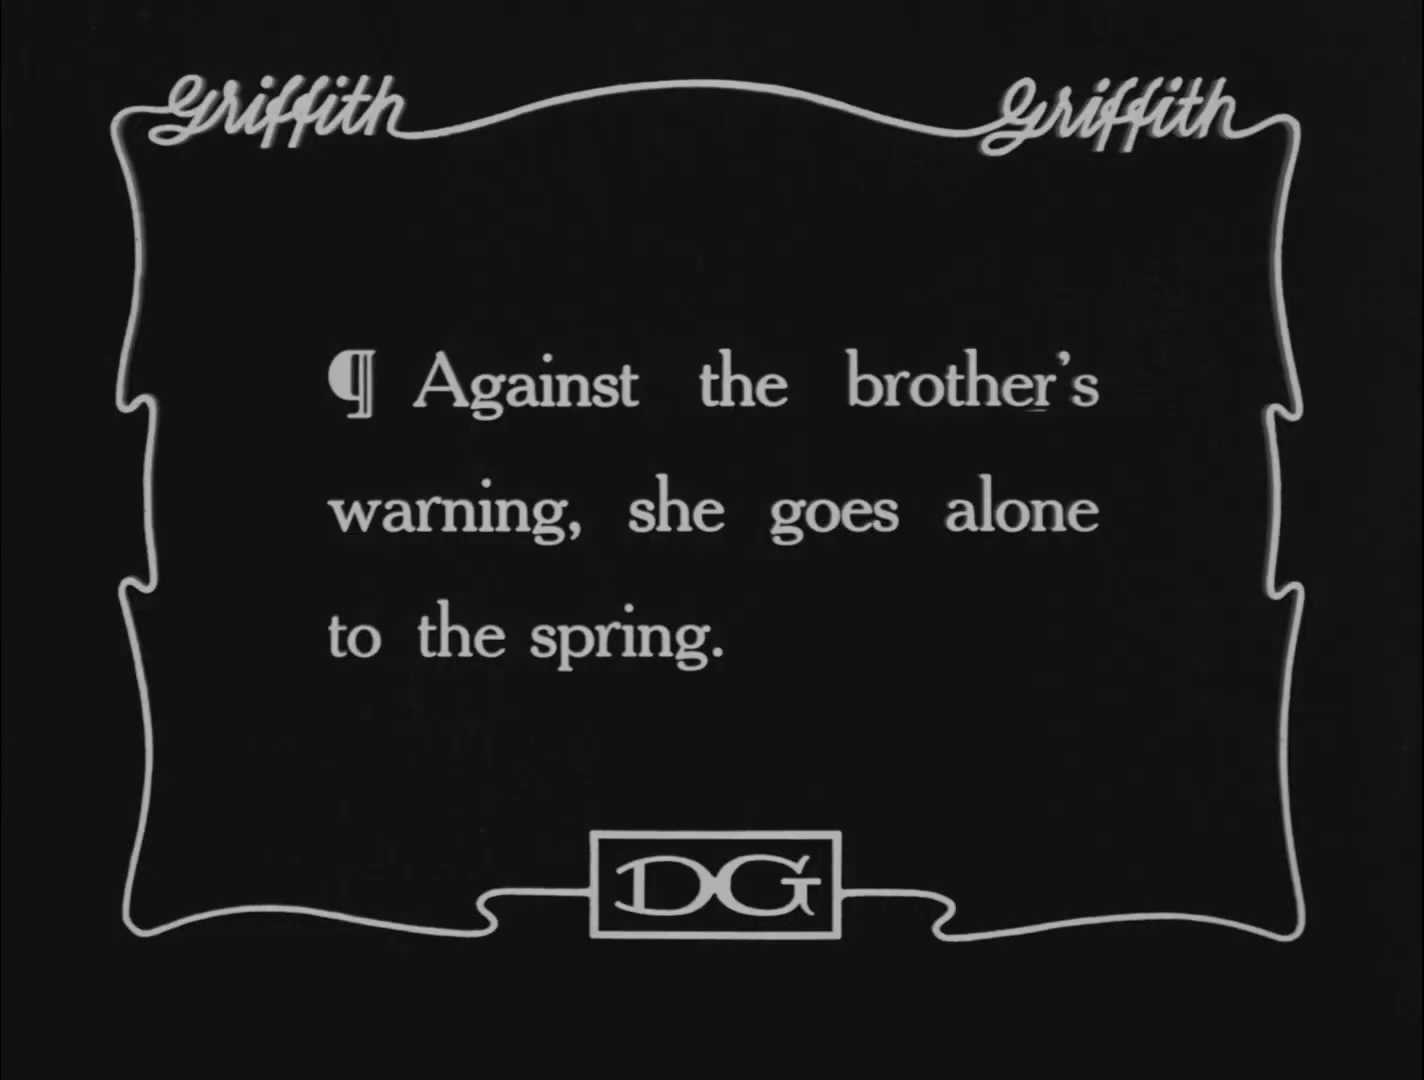 Griffith Griffith
¶ Against the brother's
warning, she goes alone
to the spring.
DG